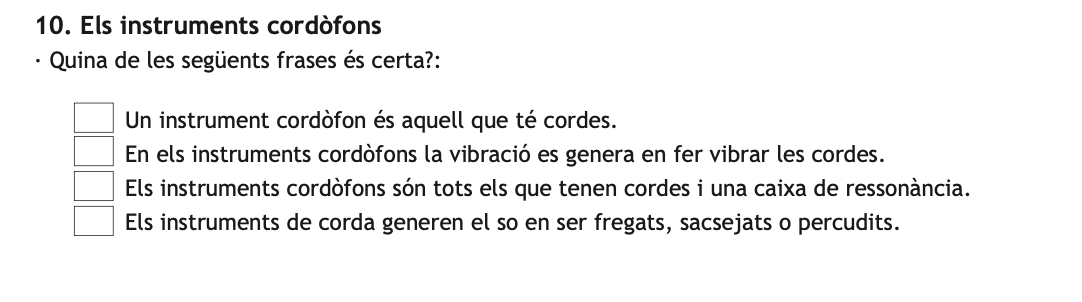 10. Els instruments cordòfons
· Quina de les següents frases és certa?:
Un instrument cordòfon és aquell que té cordes.
En els instruments cordòfons la vibració es genera en fer vibrar les cordes.
Els instruments cordòfons són tots els que tenen cordes i una caixa de ressonància.
Els instruments de corda generen el so en ser fregats, sacsejats o percudits.